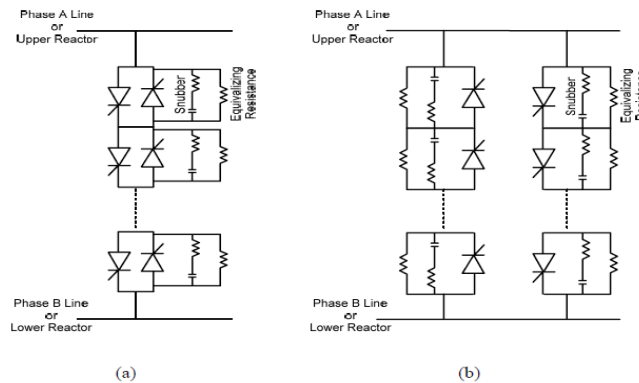 Phase A Line
or
Upper Reactor
Snubber
Equivalizing
Resistance
Phase B Line
or
Lower Reactor
(a)
Phase A Line
or
Upper Reactor
Snubber
Equivalizing
Resistance
Phase B Line
or
Lower Reactor
(b)